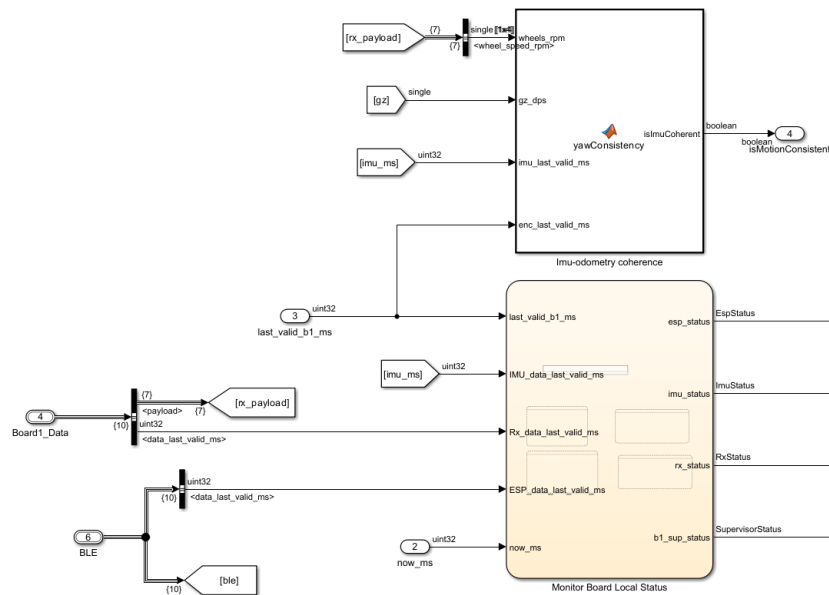 [rx_payload]
{7}
{7}
single [1x4]
<wheel_speed_rpm>
wheels_rpm
[gz]
single
gz_dps
yawConsistency
isImuCoherent
boolean
4
boolean
isMotionConsistent
[imu_ms]
uint32
imu_last_valid_ms
enc_last_valid_ms
Imu-odometry coherence
3
uint32
last_valid_b1_ms
last_valid_b1_ms
esp_status
EspStatus
[imu_ms]
uint32
IMU_data_last_valid_ms
imu_status
ImuStatus
4
Board1_Data
{10}
{7}
<payload>
{7}
[rx_payload]
uint32
<data_last_valid_ms>
Rx_data_last_valid_ms
rx_status
RxStatus
6
BLE
{10}
uint32
<data_last_valid_ms>
ESP_data_last_valid_ms
b1_sup_status
SupervisorStatus
{10}
[ble]
2
uint32
now_ms
now_ms
Monitor Board Local Status